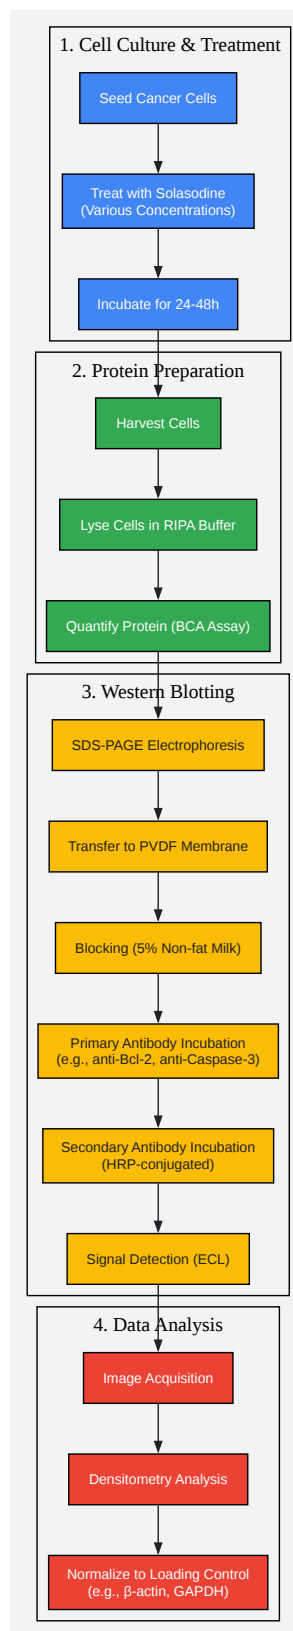 1. Cell Culture & Treatment
Seed Cancer Cells
Treat with Solasodine
(Various Concentrations)
Incubate for 24-48h
2. Protein Preparation
Harvest Cells
Lyse Cells in RIPA Buffer
Quantify Protein (BCA Assay)
3. Western Blotting
SDS-PAGE Electrophoresis
Transfer to PVDF Membrane
Blocking (5% Non-fat Milk)
Primary Antibody Incubation
(e.g., anti-Bcl-2, anti-Caspase-3)
Secondary Antibody Incubation
(HRP-conjugated)
Signal Detection (ECL)
4. Data Analysis
Image Acquisition
Densitometry Analysis
Normalize to Loading Control
(e.g., β-actin, GAPDH)